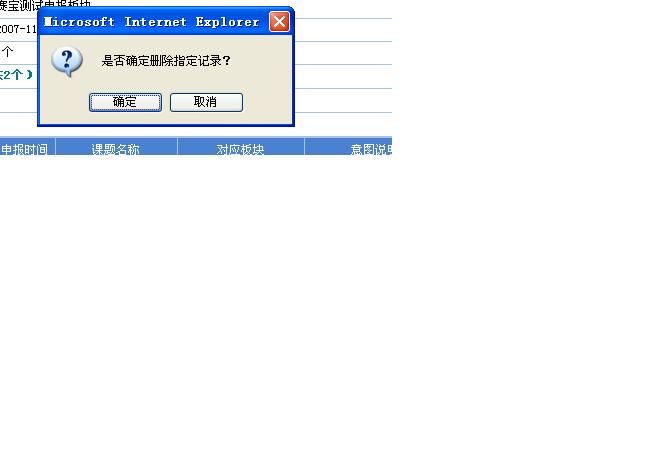 赛宝测试申报板块
Microsoft Internet Explorer
2007-11
个
是否确定删除指定记录？
共2个）
确定 取消
申报时间 课题名称 对应板块 意图说明